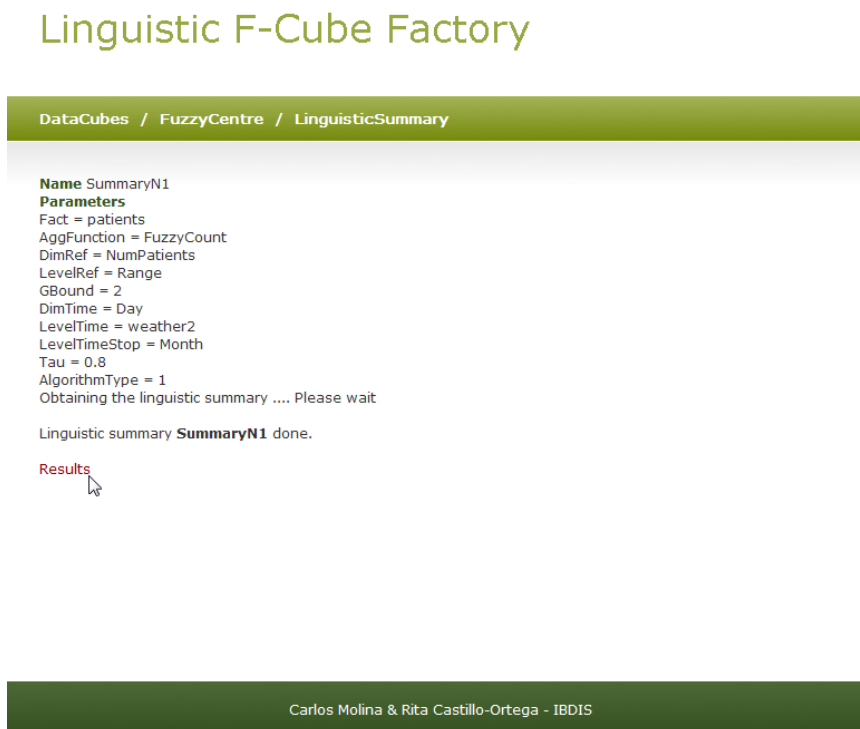 Linguistic F-Cube Factory
DataCubes / FuzzyCentre / LinguisticSummary
Name SummaryN1
Parameters
Fact = patients
AggFunction = FuzzyCount
DimRef = NumPatients
LevelRef = Range
GBound = 2
DimTime = Day
LevelTime = weather2
LevelTimeStop = Month
Tau = 0.8
AlgorithmType = 1
Obtaining the linguistic summary .... Please wait
Linguistic summary SummaryN1 done.
Results
Carlos Molina & Rita Castillo-Ortega - IBDIS